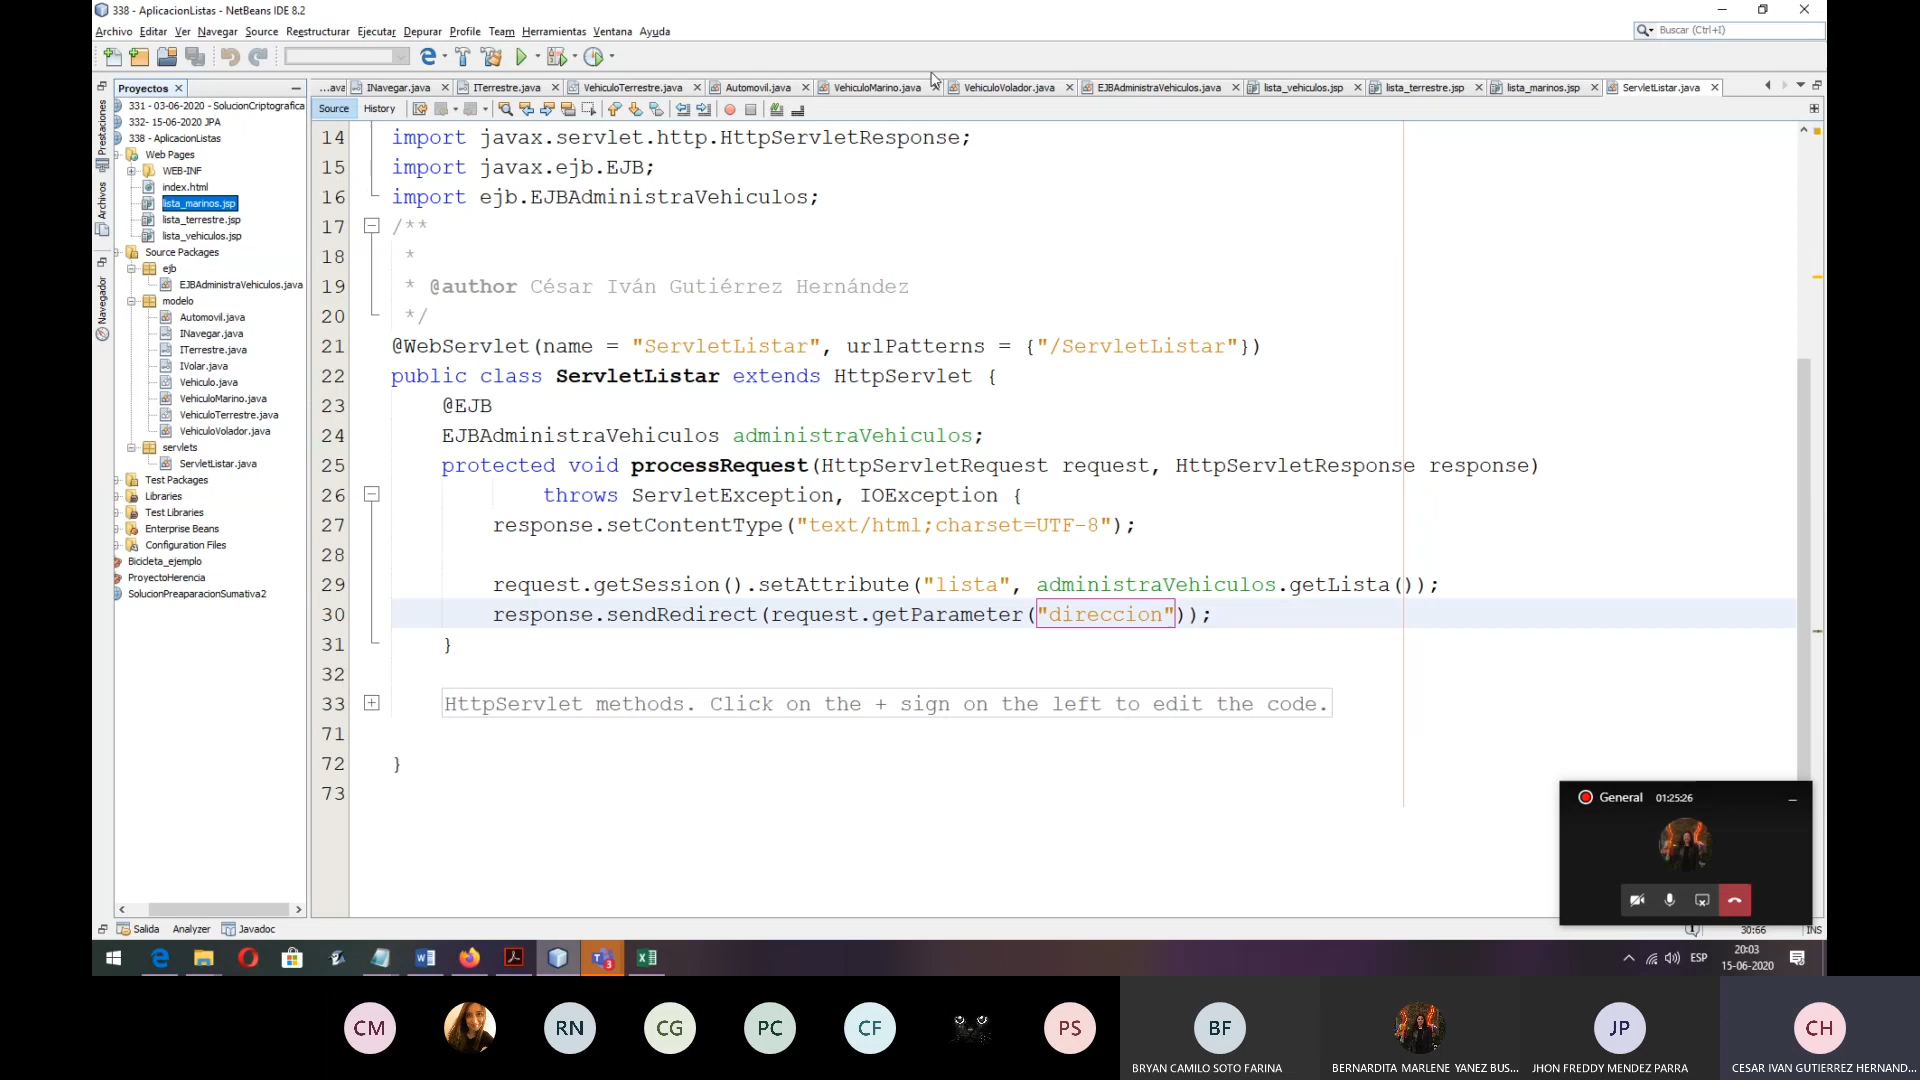 338 - AplicacionListas - NetBeans IDE 8.2
Archivo Editar Ver Navegar Source Reestructurar Ejecutar Depurar Profile Team Herramientas Ventana Ayuda
Buscar (Ctrl+I)
Proyectos
...ava INavegar.java ITerrestre.java VehiculoTerrestre.java Automovil.java VehiculoMarino.java VehiculoVolador.java EJBAdministraVehiculos.java lista_vehiculos.jsp lista_terrestre.jsp lista_marinos.jsp ServletListar.java
Source History
Prestaciones
Archivos
Navegador
331 - 03-06-2020 - SolucionCriptografica
332- 15-06-2020 JPA
338 - AplicacionListas
Web Pages
WEB-INF
index.html
lista_marinos.jsp
lista_terrestre.jsp
lista_vehiculos.jsp
Source Packages
ejb
EJBAdministraVehiculos.java
modelo
Automovil.java
INavegar.java
ITerrestre.java
IVolar.java
Vehiculo.java
VehiculoMarino.java
VehiculoTerrestre.java
VehiculoVolador.java
servlets
ServletListar.java
Test Packages
Libraries
Test Libraries
Enterprise Beans
Configuration Files
Bicicleta_ejemplo
ProyectoHerencia
SolucionPreaparacionSumativa2
14 import javax.servlet.http.HttpServletResponse;
15 import javax.ejb.EJB;
16 import ejb.EJBAdministraVehiculos;
17 /**
18 *
19 * @author César Iván Gutiérrez Hernández
20 */
21 @WebServlet(name = "ServletListar", urlPatterns = {"/ServletListar"})
22 public class ServletListar extends HttpServlet {
23 @EJB
24 EJBAdministraVehiculos administraVehiculos;
25 protected void processRequest(HttpServletRequest request, HttpServletResponse response)
26 throws ServletException, IOException {
27 response.setContentType("text/html;charset=UTF-8");
28
29 request.getSession().setAttribute("lista", administraVehiculos.getLista());
30 response.sendRedirect(request.getParameter("direccion"));
31 }
32
33 HttpServlet methods. Click on the + sign on the left to edit the code.
71
72 }
73
General 01:25:26
Salida Analyzer Javadoc
30:66 INS
ESP
20:03
15-06-2020
CM RN CG PC CF PS BF JP CH
BRYAN CAMILO SOTO FARINA BERNARDITA MARLENE YANEZ BUS... JHON FREDDY MENDEZ PARRA CESAR IVAN GUTIERREZ HERNAND...